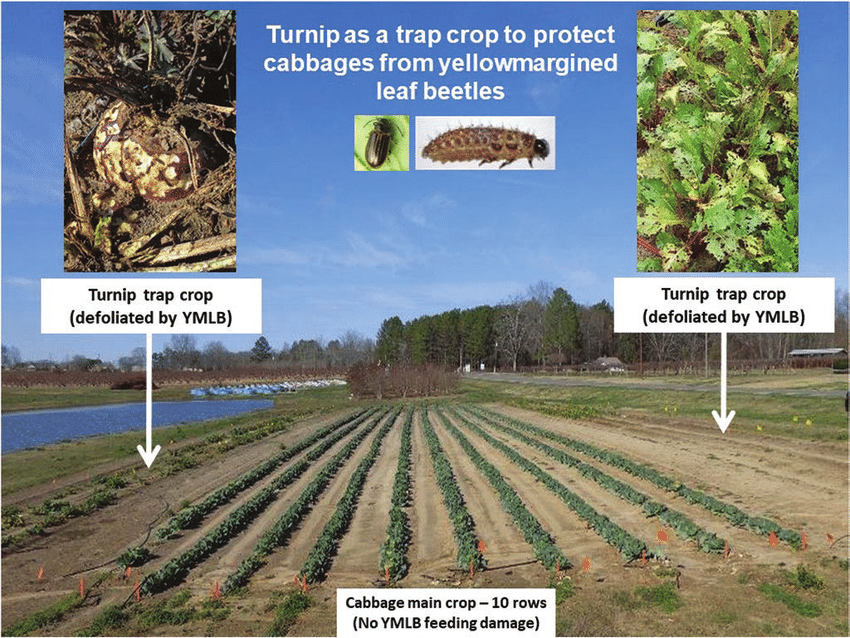 Turnip as a trap crop to protect
cabbages from yellowmargined
leaf beetles
Turnip trap crop
(defoliated by YMLB)
Turnip trap crop
(defoliated by YMLB)
Cabbage main crop – 10 rows
(No YMLB feeding damage)